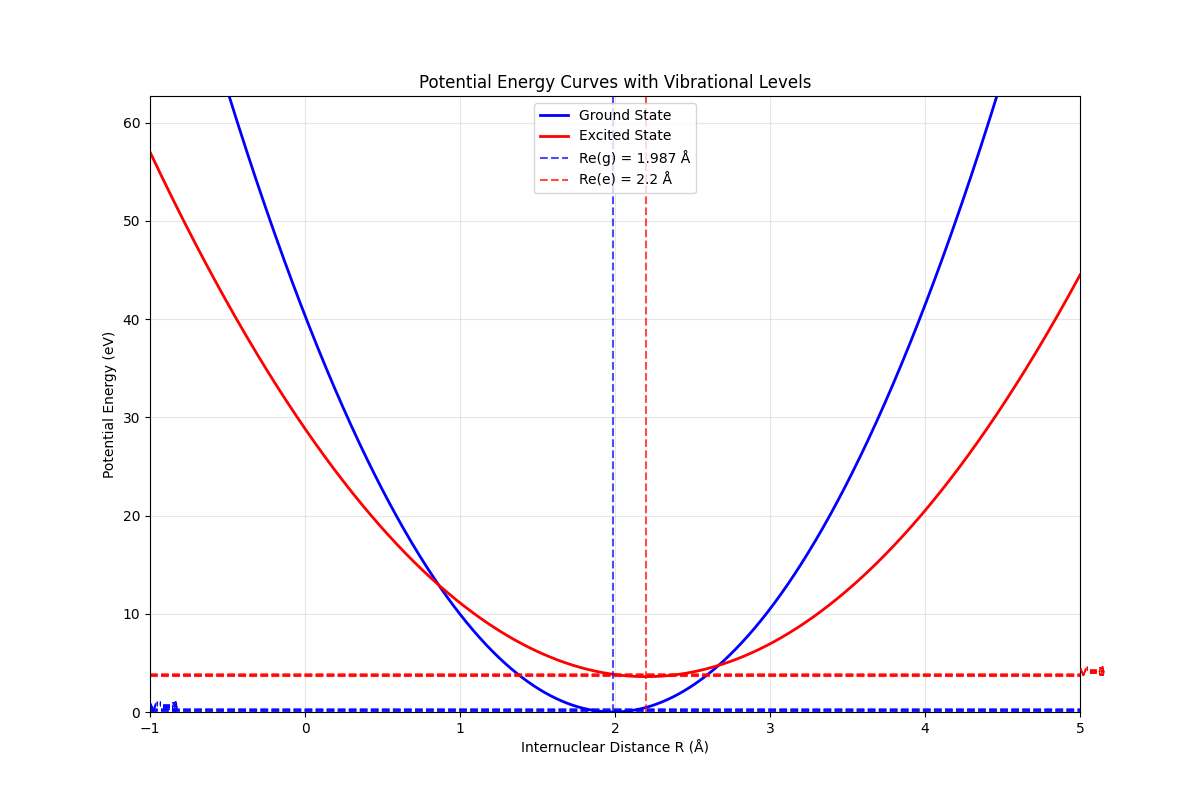 Potential Energy Curves with Vibrational Levels
Ground State
Excited State
Re(g) = 1.987 Å
Re(e) = 2.2 Å
Potential Energy (eV)
60
50
40
30
20
10
0
−1
0
1
2
3
4
5
Internuclear Distance R (Å)